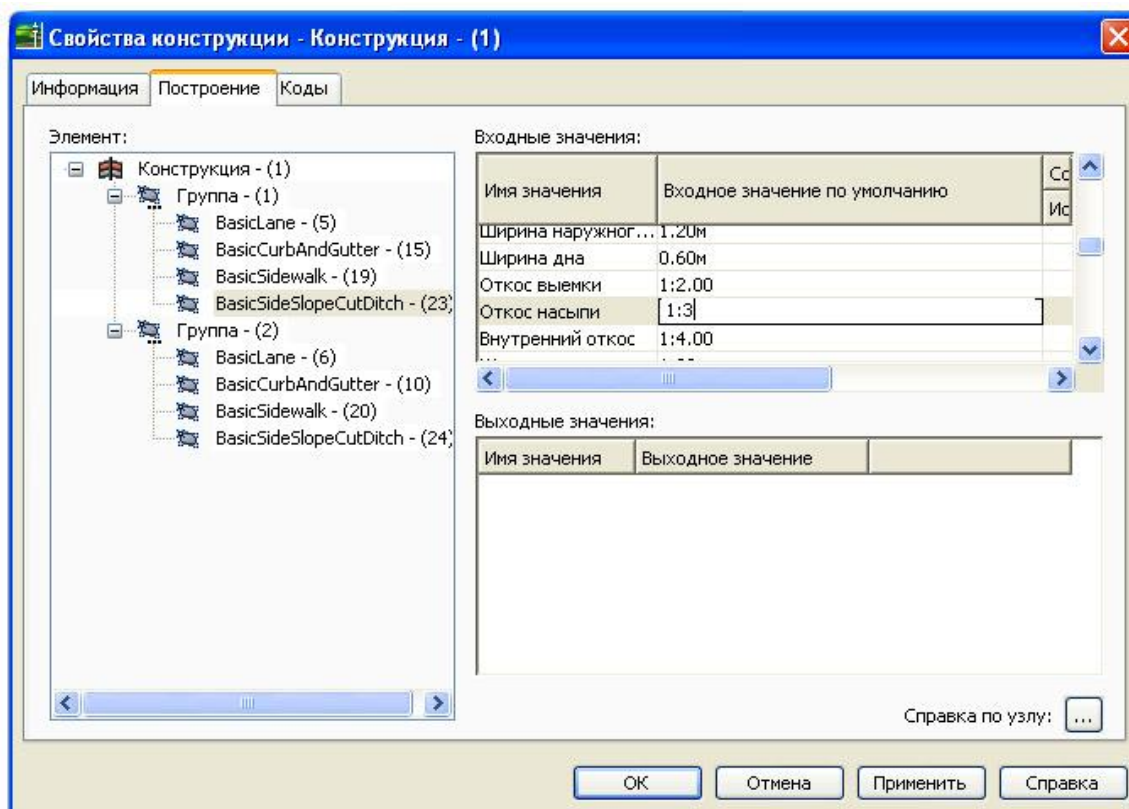 Свойства конструкции - Конструкция - (1)
Информация Построение Коды
Элемент:
Конструкция - (1)
Группа - (1)
BasicLane - (5)
BasicCurbAndGutter - (15)
BasicSidewalk - (19)
BasicSideSlopeCutDitch - (23)
Группа - (2)
BasicLane - (6)
BasicCurbAndGutter - (10)
BasicSidewalk - (20)
BasicSideSlopeCutDitch - (24)
Входные значения:
Имя значения Входное значение по умолчанию Сс
Ис
Ширина наружног... 1.20м
Ширина дна 0.60м
Откос выемки 1:2.00
Откос насыпи 1:3
Внутренний откос 1:4.00
Выходные значения:
Имя значения Выходное значение
Справка по узлу: ...
ОК Отмена Применить Справка